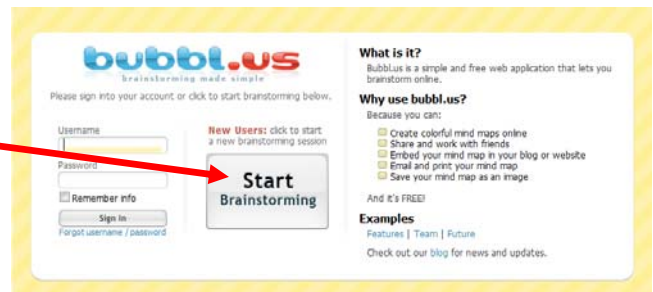 bubbl.us
brainstorming made simple
Please sign into your account or click to start brainstorming below.
Username
Password
Remember info
Sign In
Forgot username / password
New Users: click to start
a new brainstorming session
Start
Brainstorming
What is it?
Bubbl.us is a simple and free web application that lets you
brainstorm online.
Why use bubbl.us?
Because you can:
Create colorful mind maps online
Share and work with friends
Embed your mind map in your blog or website
Email and print your mind map
Save your mind map as an image
And it's FREE!
Examples
Features | Team | Future
Check out our blog for news and updates.